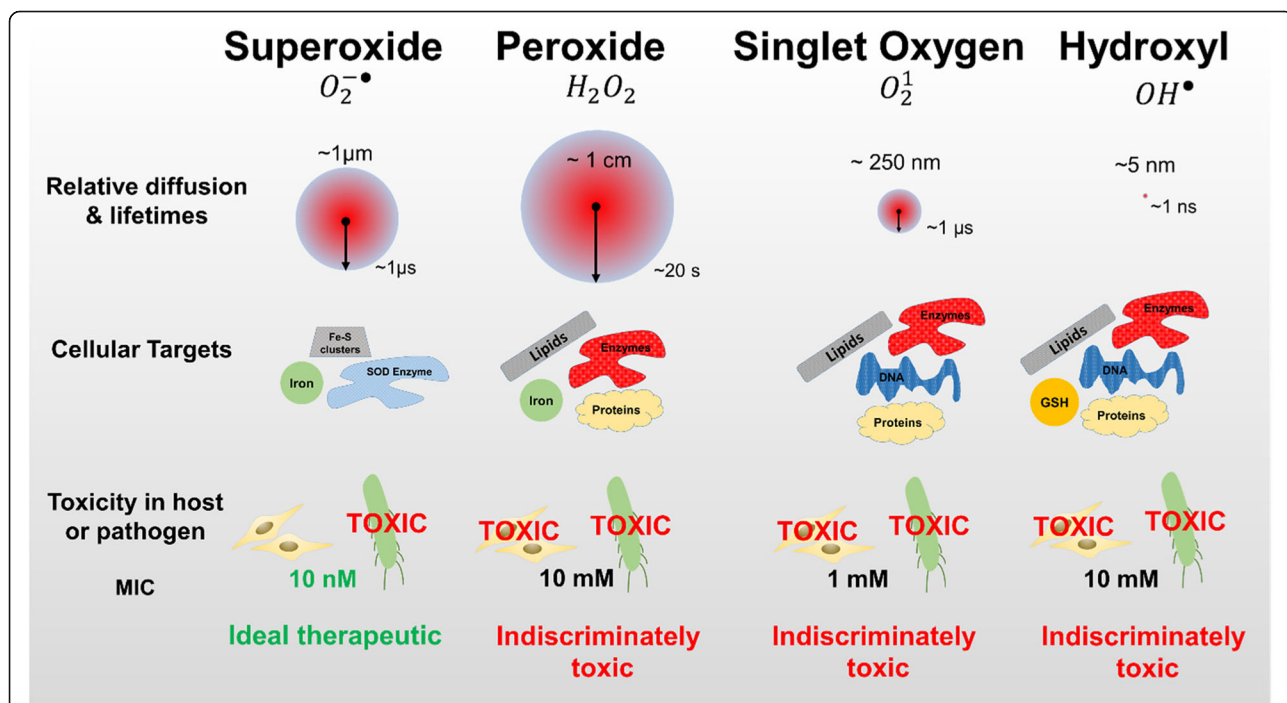 Superoxide
Peroxide
Singlet Oxygen
Hydroxyl
O₂⁻•
H₂O₂
O₂¹
OH•
Relative diffusion
& lifetimes
~1µm
~1µs
~ 1 cm
~20 s
~ 250 nm
~1 µs
~5 nm
~1 ns
Cellular Targets
Fe-S
clusters
Iron
SOD Enzyme
Lipids
Enzymes
Iron
Proteins
Lipids
Enzymes
DNA
Proteins
Lipids
Enzymes
DNA
GSH
Proteins
Toxicity in host
or pathogen
MIC
TOXIC
10 nM
TOXIC
TOXIC
10 mM
TOXIC
TOXIC
1 mM
TOXIC
TOXIC
10 mM
Ideal therapeutic
Indiscriminately
toxic
Indiscriminately
toxic
Indiscriminately
toxic